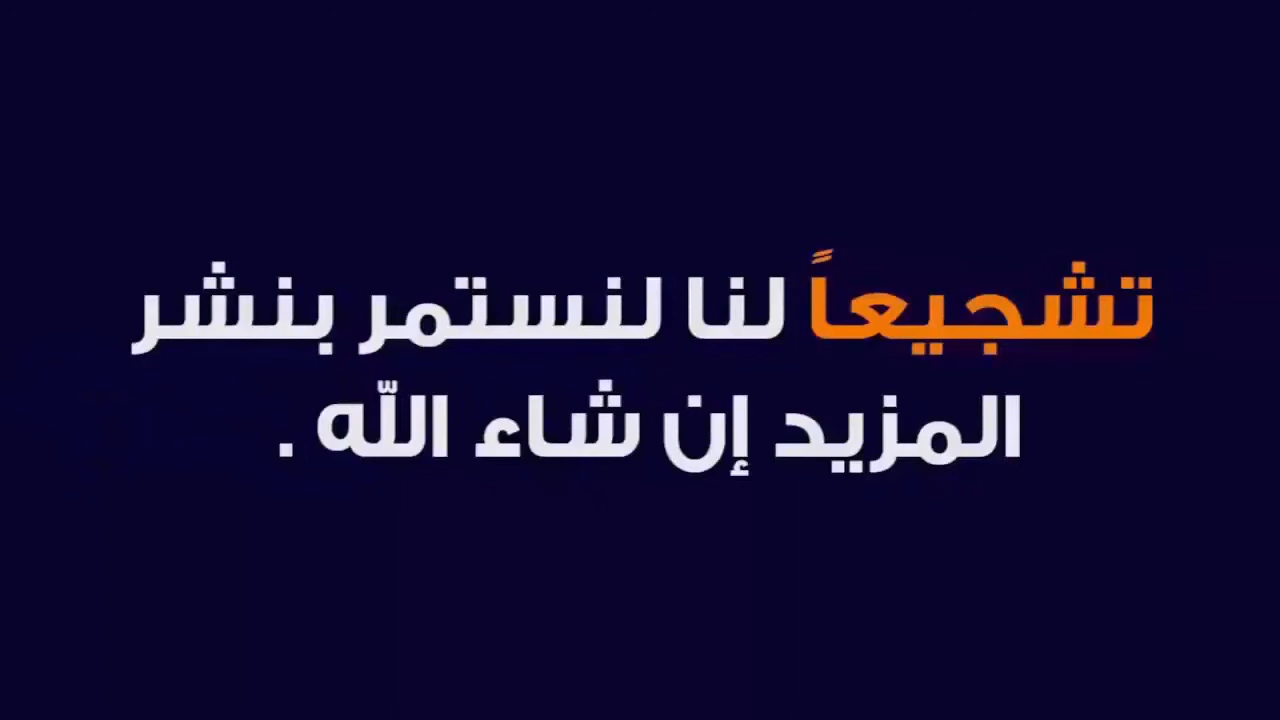 تشجيعاً لنا لنستمر بنشر
المزيد إن شاء اللّه .